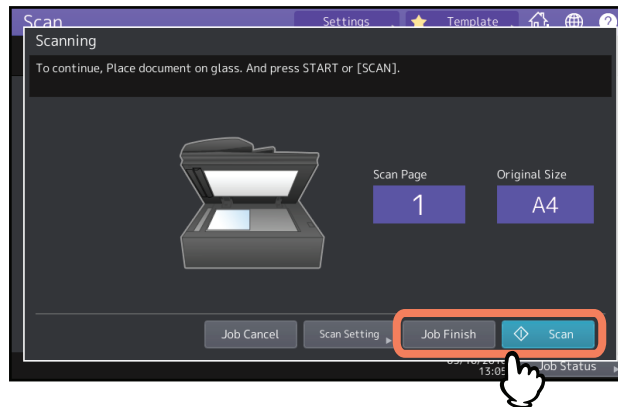 Scan Settings Template ?
Scanning
To continue, Place document on glass. And press START or [SCAN].
Scan Page Original Size
1 A4
Job Cancel Scan Setting Job Finish Scan
13:05 Job Status